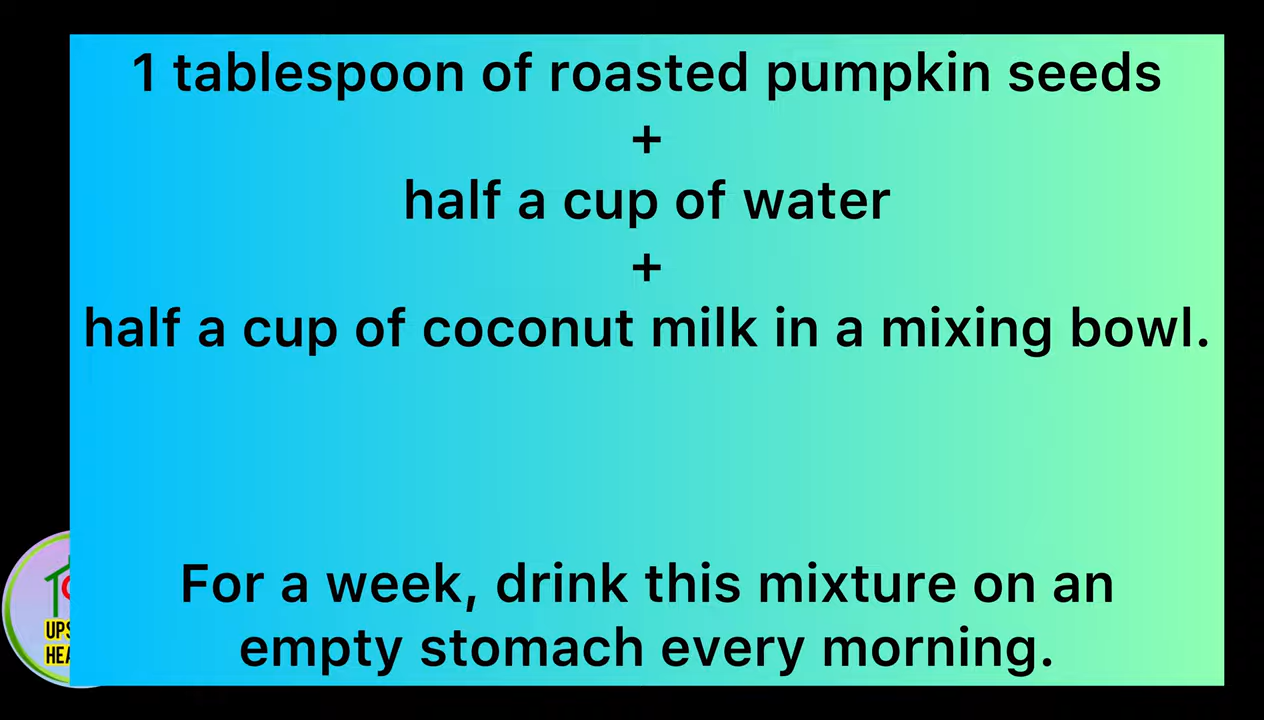 1 tablespoon of roasted pumpkin seeds
+
half a cup of water
+
half a cup of coconut milk in a mixing bowl.
For a week, drink this mixture on an
empty stomach every morning.